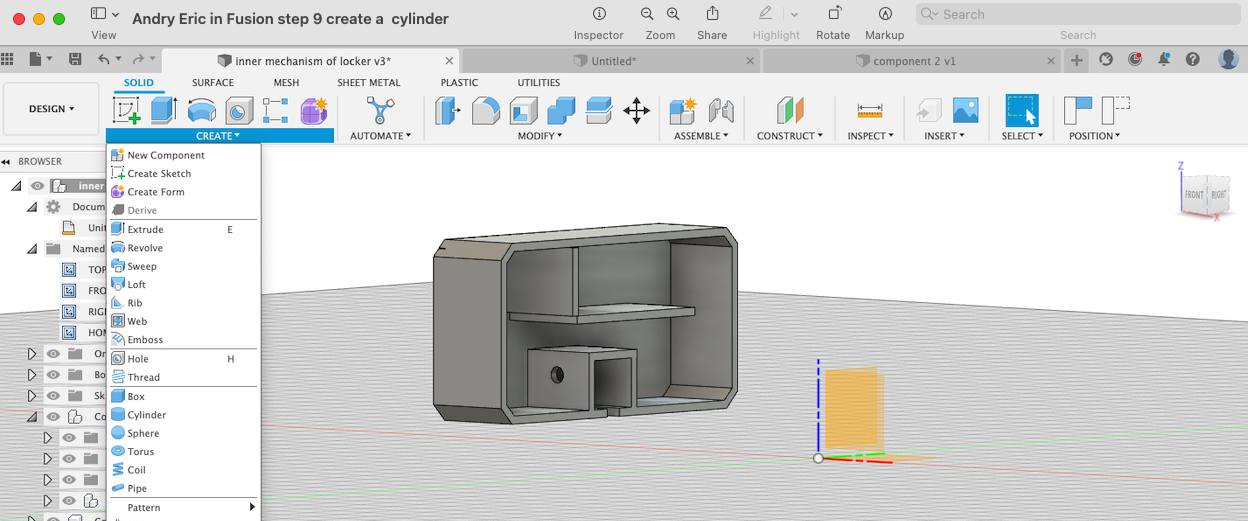 Andry Eric in Fusion step 9 create a cylinder
Search
View
Inspector
Zoom
Share
Highlight
Rotate
Markup
Search
inner mechanism of locker v3*
Untitled*
component 2 v1
SOLID
SURFACE
MESH
SHEET METAL
PLASTIC
UTILITIES
DESIGN
CREATE
AUTOMATE
MODIFY
ASSEMBLE
CONSTRUCT
INSPECT
INSERT
SELECT
POSITION
BROWSER
inner
Docum
Unit
Named
TOP
FRO
RIG
HOM
Or
Bo
Sk
Co
New Component
Create Sketch
Create Form
Derive
Extrude E
Revolve
Sweep
Loft
Rib
Web
Emboss
Hole H
Thread
Box
Cylinder
Sphere
Torus
Coil
Pipe
Pattern
Z
FRONT
RIGHT
X